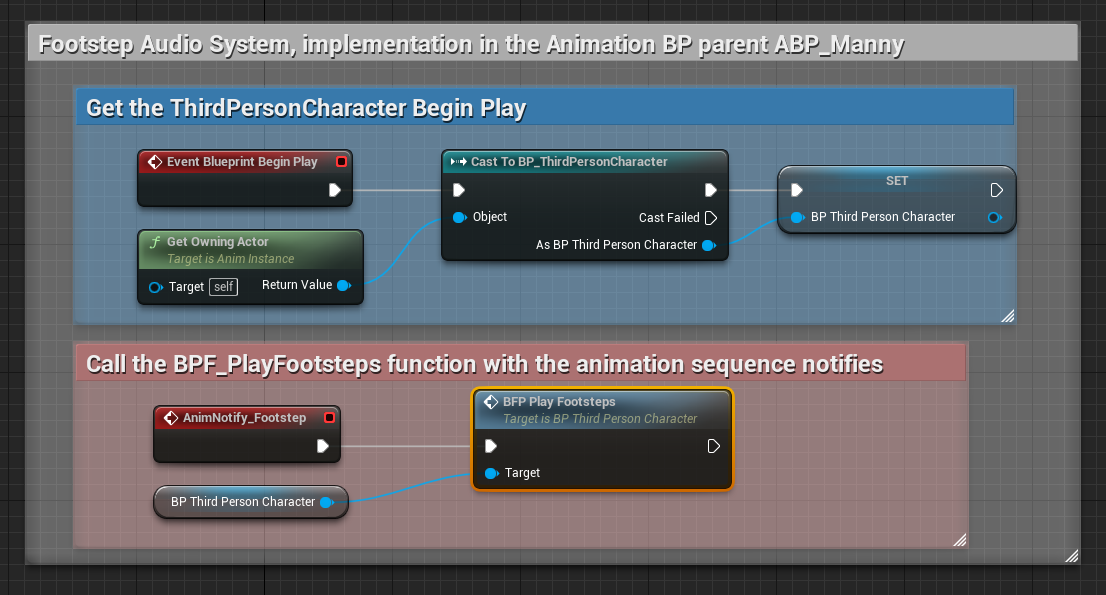 Footstep Audio System, implementation in the Animation BP parent ABP_Manny
Get the ThirdPersonCharacter Begin Play
Event Blueprint Begin Play
Cast To BP_ThirdPersonCharacter
SET
Object
Cast Failed
As BP Third Person Character
BP Third Person Character
f Get Owning Actor
Target is Anim Instance
Target self Return Value
Call the BPF_PlayFootsteps function with the animation sequence notifies
AnimNotify_Footstep
BFP Play Footsteps
Target is BP Third Person Character
Target
BP Third Person Character